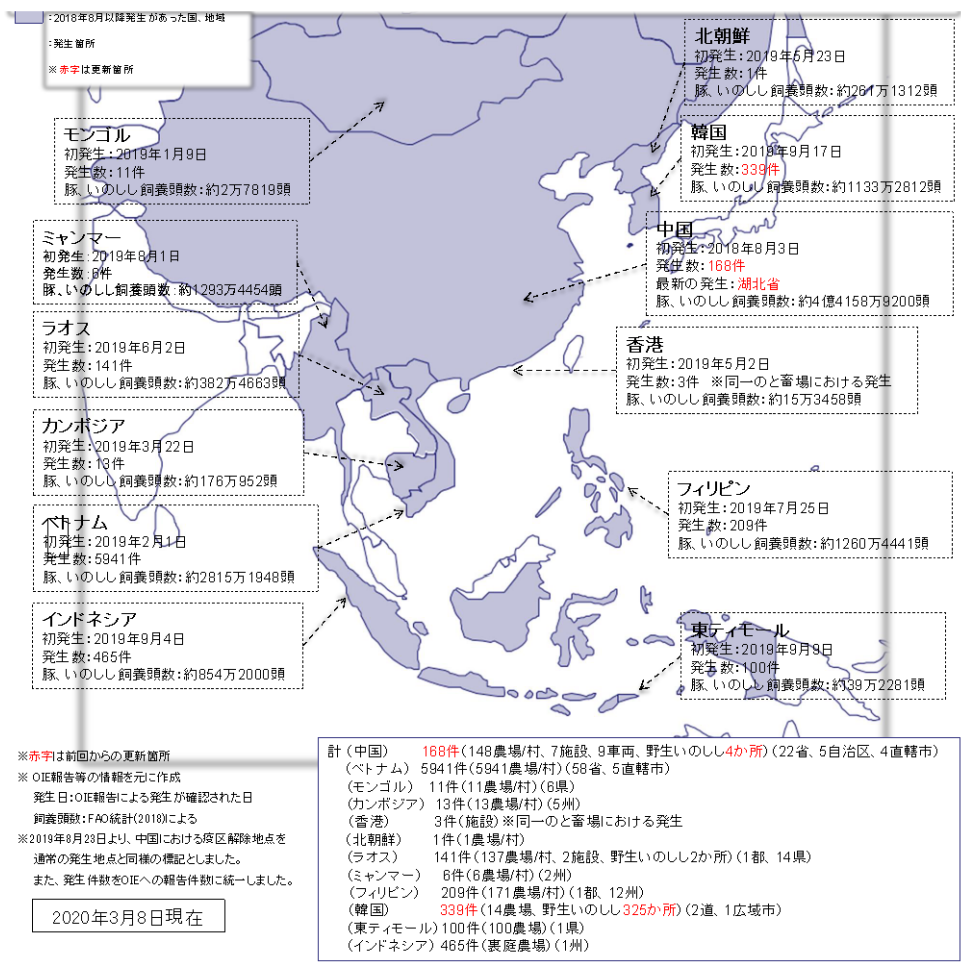 :2018年8月以降発生があった国、地域
:発生箇所
※赤字は更新箇所
北朝鮮
初発生:2019年5月23日
発生数:1件
豚、いのしし飼養頭数:約261万1312頭
モンゴル
初発生:2019年1月9日
発生数:11件
豚、いのしし飼養頭数:約2万7819頭
韓国
初発生:2019年9月17日
発生数:339件
豚、いのしし飼養頭数:約1133万2812頭
ミャンマー
初発生:2019年8月1日
発生数:6件
豚、いのしし飼養頭数:約1293万4454頭
中国
初発生:2018年8月3日
発生数:168件
最新の発生:湖北省
豚、いのしし飼養頭数:約4億4158万9200頭
ラオス
初発生:2019年6月2日
発生数:141件
豚、いのしし飼養頭数:約382万4663頭
香港
初発生:2019年5月2日
発生数:3件 ※同一のと畜場における発生
豚、いのしし飼養頭数:約15万3458頭
カンボジア
初発生:2019年3月22日
発生数:13件
豚、いのしし飼養頭数:約176万952頭
フィリピン
初発生:2019年7月25日
発生数:209件
豚、いのしし飼養頭数:約1260万4441頭
ベトナム
初発生:2019年2月1日
発生数:5941件
豚、いのしし飼養頭数:約2815万1948頭
インドネシア
初発生:2019年9月4日
発生数:465件
豚、いのしし飼養頭数:約854万2000頭
東ティモール
初発生:2019年9月9日
発生数:100件
豚、いのしし飼養頭数:約39万2281頭
※赤字は前回からの更新箇所
※ OIE報告等の情報を元に作成
発生日:OIE報告による発生が確認された日
飼養頭数:FAO統計(2018)による
※2019年8月23日より、中国における疫区解除地点を
通常の発生地点と同様の標記としました。
また、発生件数をOIEへの報告件数に統一しました。
2020年3月8日現在
計(中国) 168件(148農場/村、7施設、9車両、野生いのしし4か所)(22省、5自治区、4直轄市)
(ベトナム) 5941件(5941農場/村)(58省、5直轄市)
(モンゴル) 11件(11農場/村)(6県)
(カンボジア) 13件(13農場/村)(5州)
(香港) 3件(施設)※同一のと畜場における発生
(北朝鮮) 1件(1農場/村)
(ラオス) 141件(137農場/村、2施設、野生いのしし2か所)(1都、14県)
(ミャンマー) 6件(6農場/村)(2州)
(フィリピン) 209件(171農場/村)(1都、12州)
(韓国) 339件(14農場、野生いのしし325か所)(2道、1広域市)
(東ティモール)100件(100農場)(1県)
(インドネシア) 465件(裏庭農場)(1州)